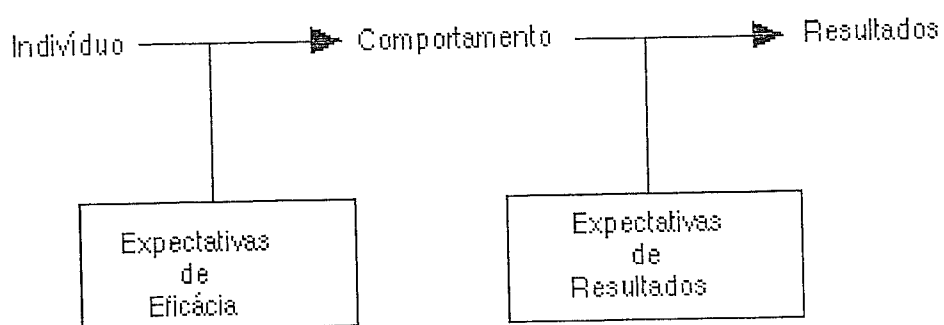 Indivíduo Comportamento Resultados
Expectativas
de
Eficácia
Expectativas
de
Resultados